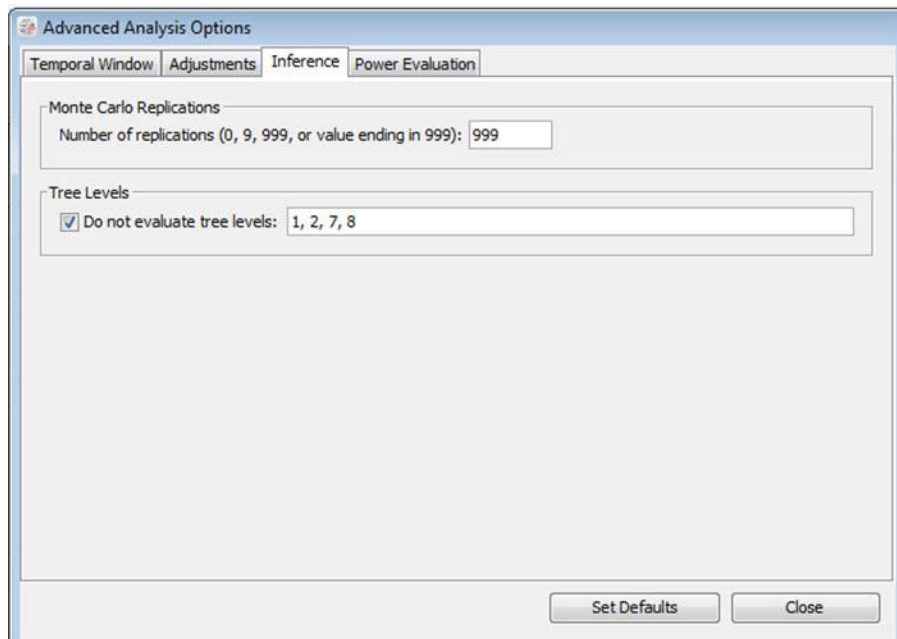 Advanced Analysis Options
Temporal Window Adjustments Inference Power Evaluation
Monte Carlo Replications
Number of replications (0, 9, 999, or value ending in 999): 999
Tree Levels
Do not evaluate tree levels: 1, 2, 7, 8
Set Defaults Close